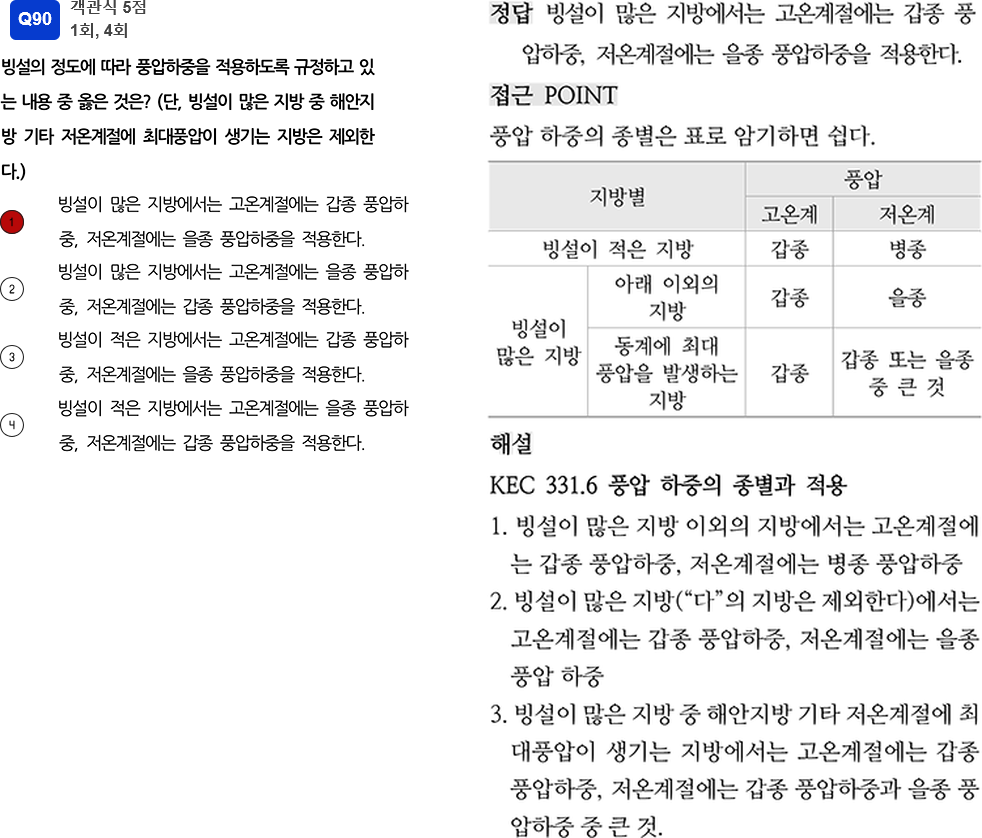 Q90
객관식 5점
1회, 4회
빙설의 정도에 따라 풍압하중을 적용하도록 규정하고 있
는 내용 중 옳은 것은? (단, 빙설이 많은 지방 중 해안지
방 기타 저온계절에 최대풍압이 생기는 지방은 제외한
다.)
1
빙설이 많은 지방에서는 고온계절에는 갑종 풍압하
중, 저온계절에는 을종 풍압하중을 적용한다.
2
빙설이 많은 지방에서는 고온계절에는 을종 풍압하
중, 저온계절에는 갑종 풍압하중을 적용한다.
3
빙설이 적은 지방에서는 고온계절에는 갑종 풍압하
중, 저온계절에는 을종 풍압하중을 적용한다.
4
빙설이 적은 지방에서는 고온계절에는 을종 풍압하
중, 저온계절에는 갑종 풍압하중을 적용한다.
정답 빙설이 많은 지방에서는 고온계절에는 갑종 풍
압하중, 저온계절에는 을종 풍압하중을 적용한다.
접근 POINT
풍압 하중의 종별은 표로 암기하면 쉽다.
지방별
풍압
고온계
저온계
빙설이 적은 지방
갑종
병종
빙설이
많은 지방
아래 이외의
지방
갑종
을종
동계에 최대
풍압을 발생하는
지방
갑종
갑종 또는 을종
중 큰 것
해설
KEC 331.6 풍압 하중의 종별과 적용
1. 빙설이 많은 지방 이외의 지방에서는 고온계절에
는 갑종 풍압하중, 저온계절에는 병종 풍압하중
2. 빙설이 많은 지방(“다”의 지방은 제외한다)에서는
고온계절에는 갑종 풍압하중, 저온계절에는 을종
풍압 하중
3. 빙설이 많은 지방 중 해안지방 기타 저온계절에 최
대풍압이 생기는 지방에서는 고온계절에는 갑종
풍압하중, 저온계절에는 갑종 풍압하중과 을종 풍
압하중 중 큰 것.